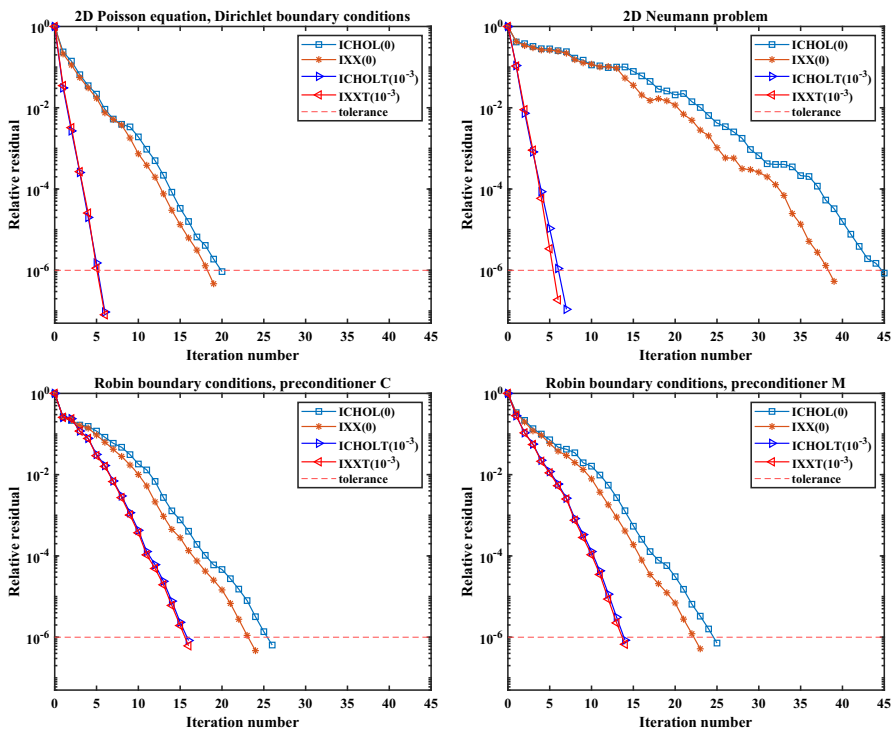 2D Poisson equation, Dirichlet boundary conditions
10^0
10^-2
10^-4
10^-6
Relative residual
ICHOL(0)
IXX(0)
ICHOLT(10^-3)
IXXT(10^-3)
tolerance
0 5 10 15 20 25 30 35 40 45
Iteration number
2D Neumann problem
10^0
10^-2
10^-4
10^-6
Relative residual
ICHOL(0)
IXX(0)
ICHOLT(10^-3)
IXXT(10^-3)
tolerance
0 5 10 15 20 25 30 35 40 45
Iteration number
Robin boundary conditions, preconditioner C
10^0
10^-2
10^-4
10^-6
Relative residual
ICHOL(0)
IXX(0)
ICHOLT(10^-3)
IXXT(10^-3)
tolerance
0 5 10 15 20 25 30 35 40 45
Iteration number
Robin boundary conditions, preconditioner M
10^0
10^-2
10^-4
10^-6
Relative residual
ICHOL(0)
IXX(0)
ICHOLT(10^-3)
IXXT(10^-3)
tolerance
0 5 10 15 20 25 30 35 40 45
Iteration number